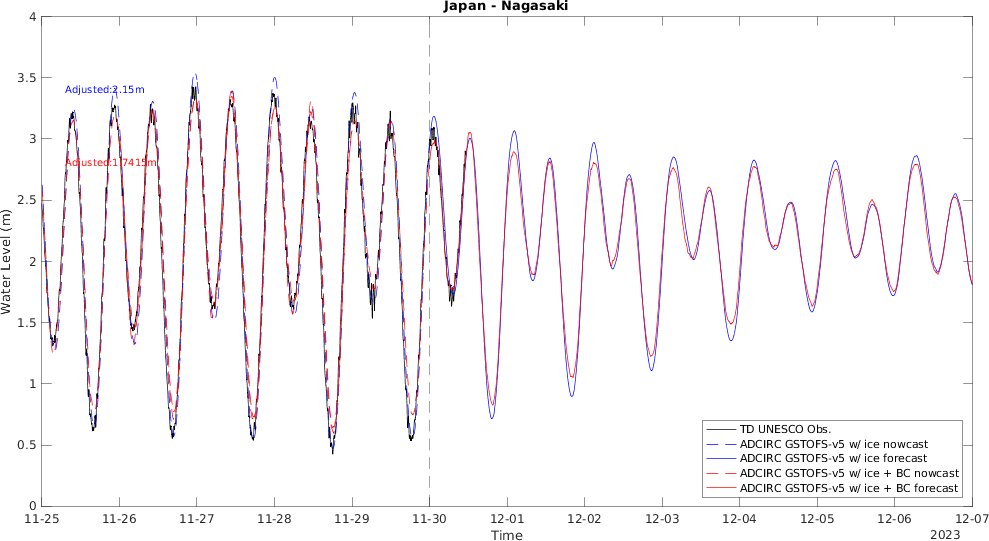 Japan - Nagasaki
4
3.5
3
2.5
2
1.5
1
0.5
0
Water Level (m)
Adjusted:2.15m
Adjusted:1.7415m
TD UNESCO Obs.
ADCIRC GSTOFS-v5 w/ ice nowcast
ADCIRC GSTOFS-v5 w/ ice forecast
ADCIRC GSTOFS-v5 w/ ice + BC nowcast
ADCIRC GSTOFS-v5 w/ ice + BC forecast
11-25 11-26 11-27 11-28 11-29 11-30 12-01 12-02 12-03 12-04 12-05 12-06 12-07
Time
2023